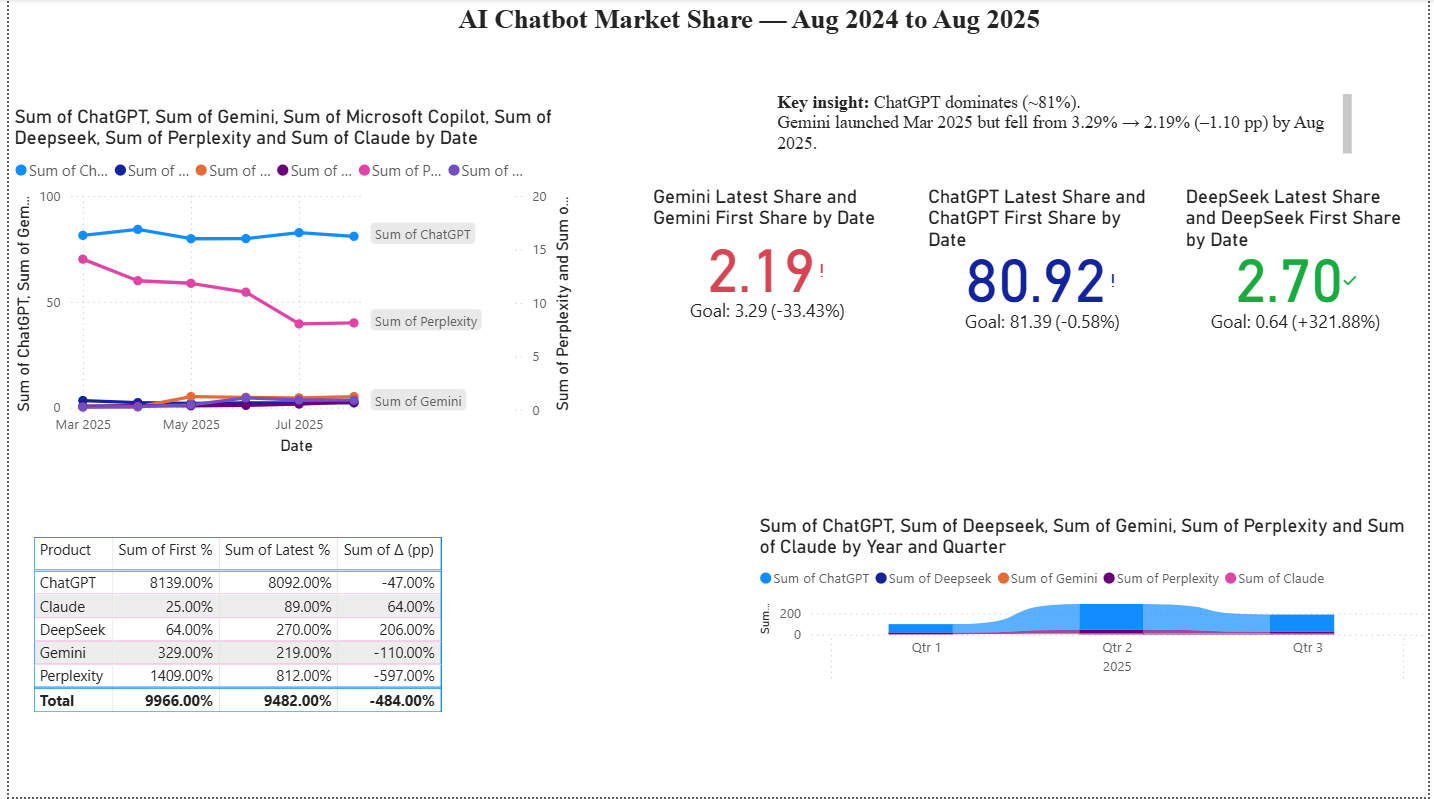 AI Chatbot Market Share — Aug 2024 to Aug 2025
Key insight: ChatGPT dominates (~81%).
Gemini launched Mar 2025 but fell from 3.29% → 2.19% (–1.10 pp) by Aug
2025.
Sum of ChatGPT, Sum of Gemini, Sum of Microsoft Copilot, Sum of
Deepseek, Sum of Perplexity and Sum of Claude by Date
Sum of Ch... Sum of ... Sum of ... Sum of ... Sum of P... Sum of ...
Sum of ChatGPT, Sum of Gem...
100
50
0
Sum of ChatGPT
Sum of Perplexity
Sum of Gemini
20
15
10
5
0
Sum of Perplexity and Sum o...
Mar 2025 May 2025 Jul 2025
Date
Gemini Latest Share and
Gemini First Share by Date
2.19!
Goal: 3.29 (-33.43%)
ChatGPT Latest Share and
ChatGPT First Share by
Date
80.92!
Goal: 81.39 (-0.58%)
DeepSeek Latest Share
and DeepSeek First Share
by Date
2.70
Goal: 0.64 (+321.88%)
Product Sum of First % Sum of Latest % Sum of Δ (pp)
ChatGPT 8139.00% 8092.00% -47.00%
Claude 25.00% 89.00% 64.00%
DeepSeek 64.00% 270.00% 206.00%
Gemini 329.00% 219.00% -110.00%
Perplexity 1409.00% 812.00% -597.00%
Total 9966.00% 9482.00% -484.00%
Sum of ChatGPT, Sum of Deepseek, Sum of Gemini, Sum of Perplexity and Sum
of Claude by Year and Quarter
Sum of ChatGPT Sum of Deepseek Sum of Gemini Sum of Perplexity Sum of Claude
Sum...
200
0
Qtr 1 Qtr 2 Qtr 3
2025